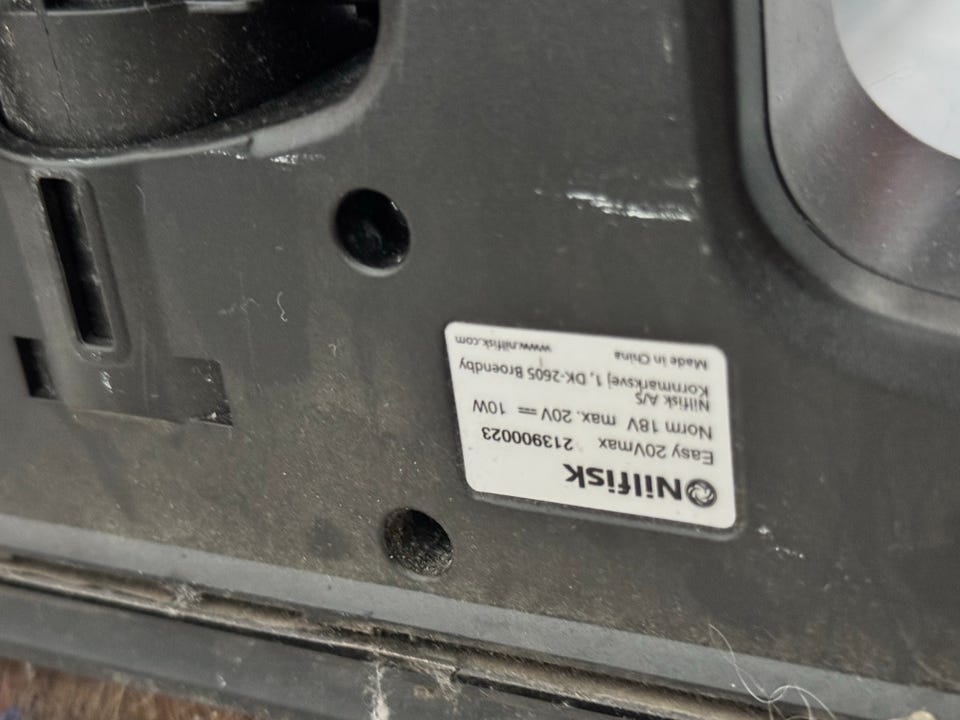 Nilfisk
Easy 20Vmax 213900023
Norm 18V max. 20V ⎓ 10W
Nilfisk A/S
Kornmarksvej 1, DK-2605 Broendby
Made in China www.nilfisk.com